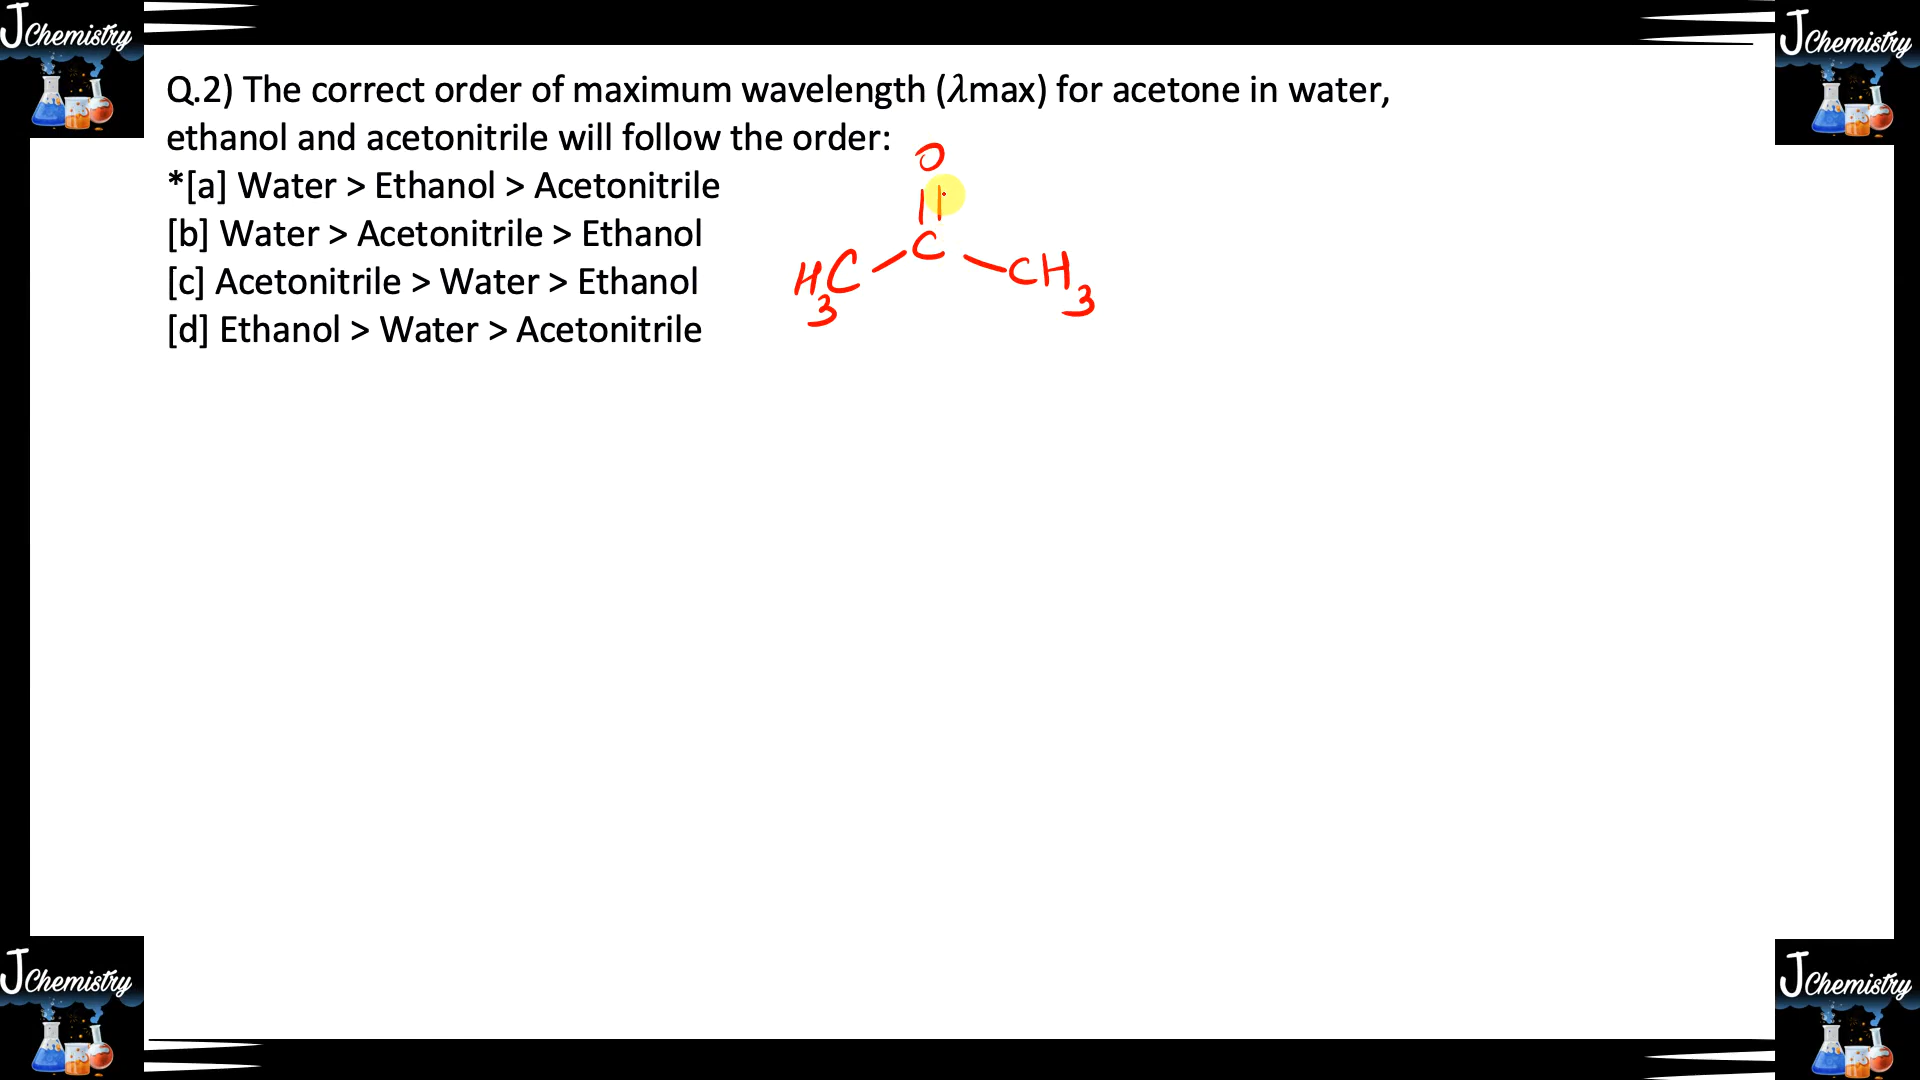 JChemistry
JChemistry
Q.2) The correct order of maximum wavelength (λmax) for acetone in water,
ethanol and acetonitrile will follow the order:
*[a] Water > Ethanol > Acetonitrile
[b] Water > Acetonitrile > Ethanol
[c] Acetonitrile > Water > Ethanol
[d] Ethanol > Water > Acetonitrile
O
C
H3C
CH3
JChemistry
JChemistry